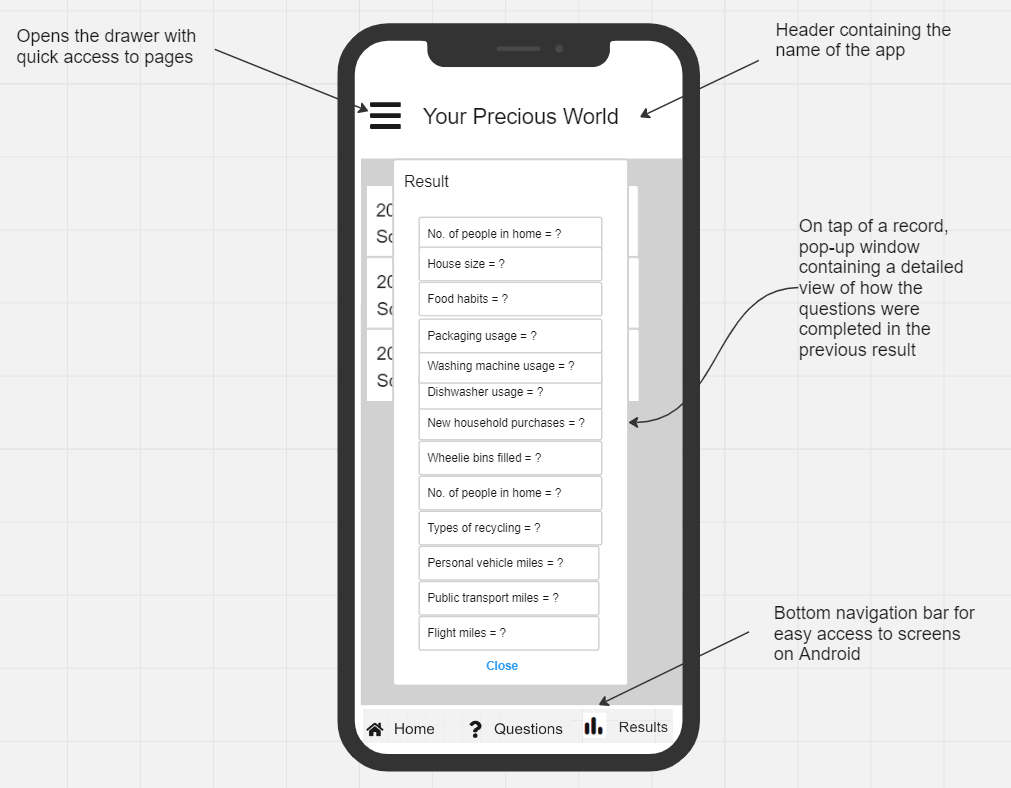 Opens the drawer with
quick access to pages
Header containing the
name of the app
Your Precious World
Result
20
Sc
20
Sc
20
Sc
No. of people in home = ?
House size = ?
Food habits = ?
Packaging usage = ?
Washing machine usage = ?
Dishwasher usage = ?
New household purchases = ?
Wheelie bins filled = ?
No. of people in home = ?
Types of recycling = ?
Personal vehicle miles = ?
Public transport miles = ?
Flight miles = ?
Close
On tap of a record,
pop-up window
containing a detailed
view of how the
questions were
completed in the
previous result
Bottom navigation bar for
easy access to screens
on Android
Home
Questions
Results